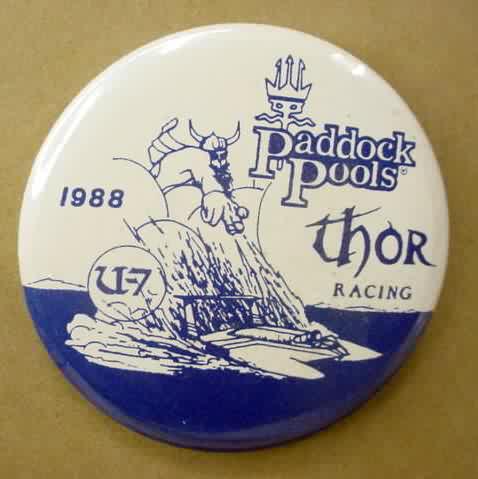 Paddock
Pools
1988
Thor
RACING
U-7